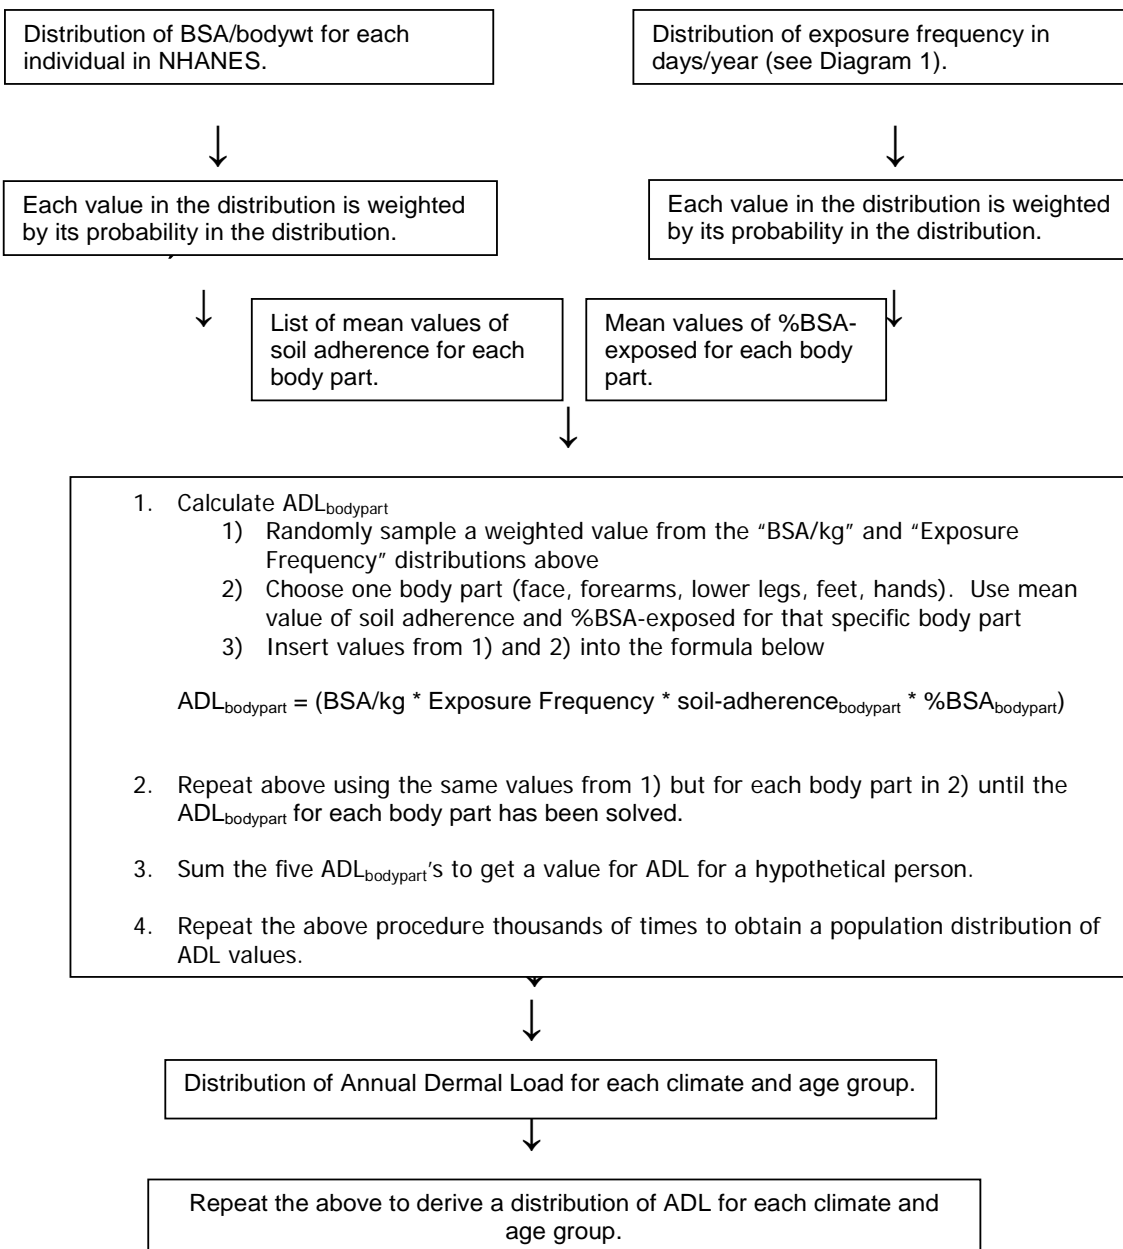 Distribution of BSA/bodywt for each
individual in NHANES.
Distribution of exposure frequency in
days/year (see Diagram 1).
Each value in the distribution is weighted
by its probability in the distribution.
Each value in the distribution is weighted
by its probability in the distribution.
List of mean values of
soil adherence for each
body part.
Mean values of %BSA-
exposed for each body
part.
1. Calculate ADLbodypart
1) Randomly sample a weighted value from the "BSA/kg" and "Exposure
Frequency" distributions above
2) Choose one body part (face, forearms, lower legs, feet, hands). Use mean
value of soil adherence and %BSA-exposed for that specific body part
3) Insert values from 1) and 2) into the formula below
ADLbodypart = (BSA/kg * Exposure Frequency * soil-adherencebodypart * %BSAbodypart)
2. Repeat above using the same values from 1) but for each body part in 2) until the
ADLbodypart for each body part has been solved.
3. Sum the five ADLbodypart's to get a value for ADL for a hypothetical person.
4. Repeat the above procedure thousands of times to obtain a population distribution of
ADL values.
Distribution of Annual Dermal Load for each climate and age group.
Repeat the above to derive a distribution of ADL for each climate and
age group.